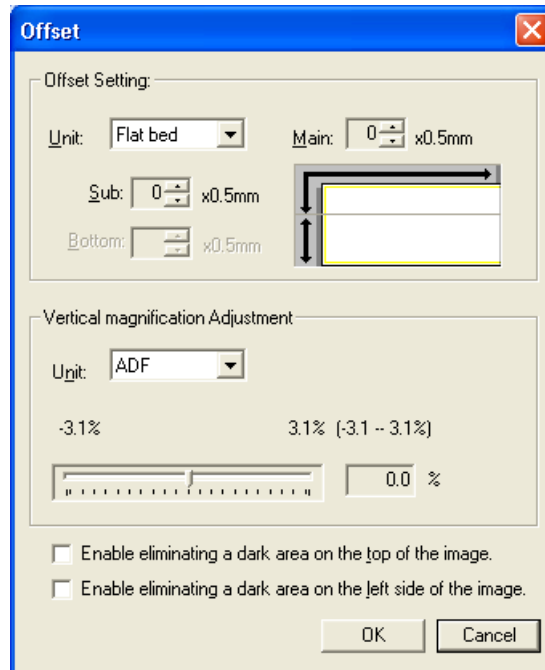 Offset
Offset Setting:
Unit: Flat bed Main: 0 x0.5mm
Sub: 0 x0.5mm
Bottom: x0.5mm
Vertical magnification Adjustment
Unit: ADF
-3.1% 3.1% (-3.1 -- 3.1%)
0.0 %
Enable eliminating a dark area on the top of the image.
Enable eliminating a dark area on the left side of the image.
OK Cancel